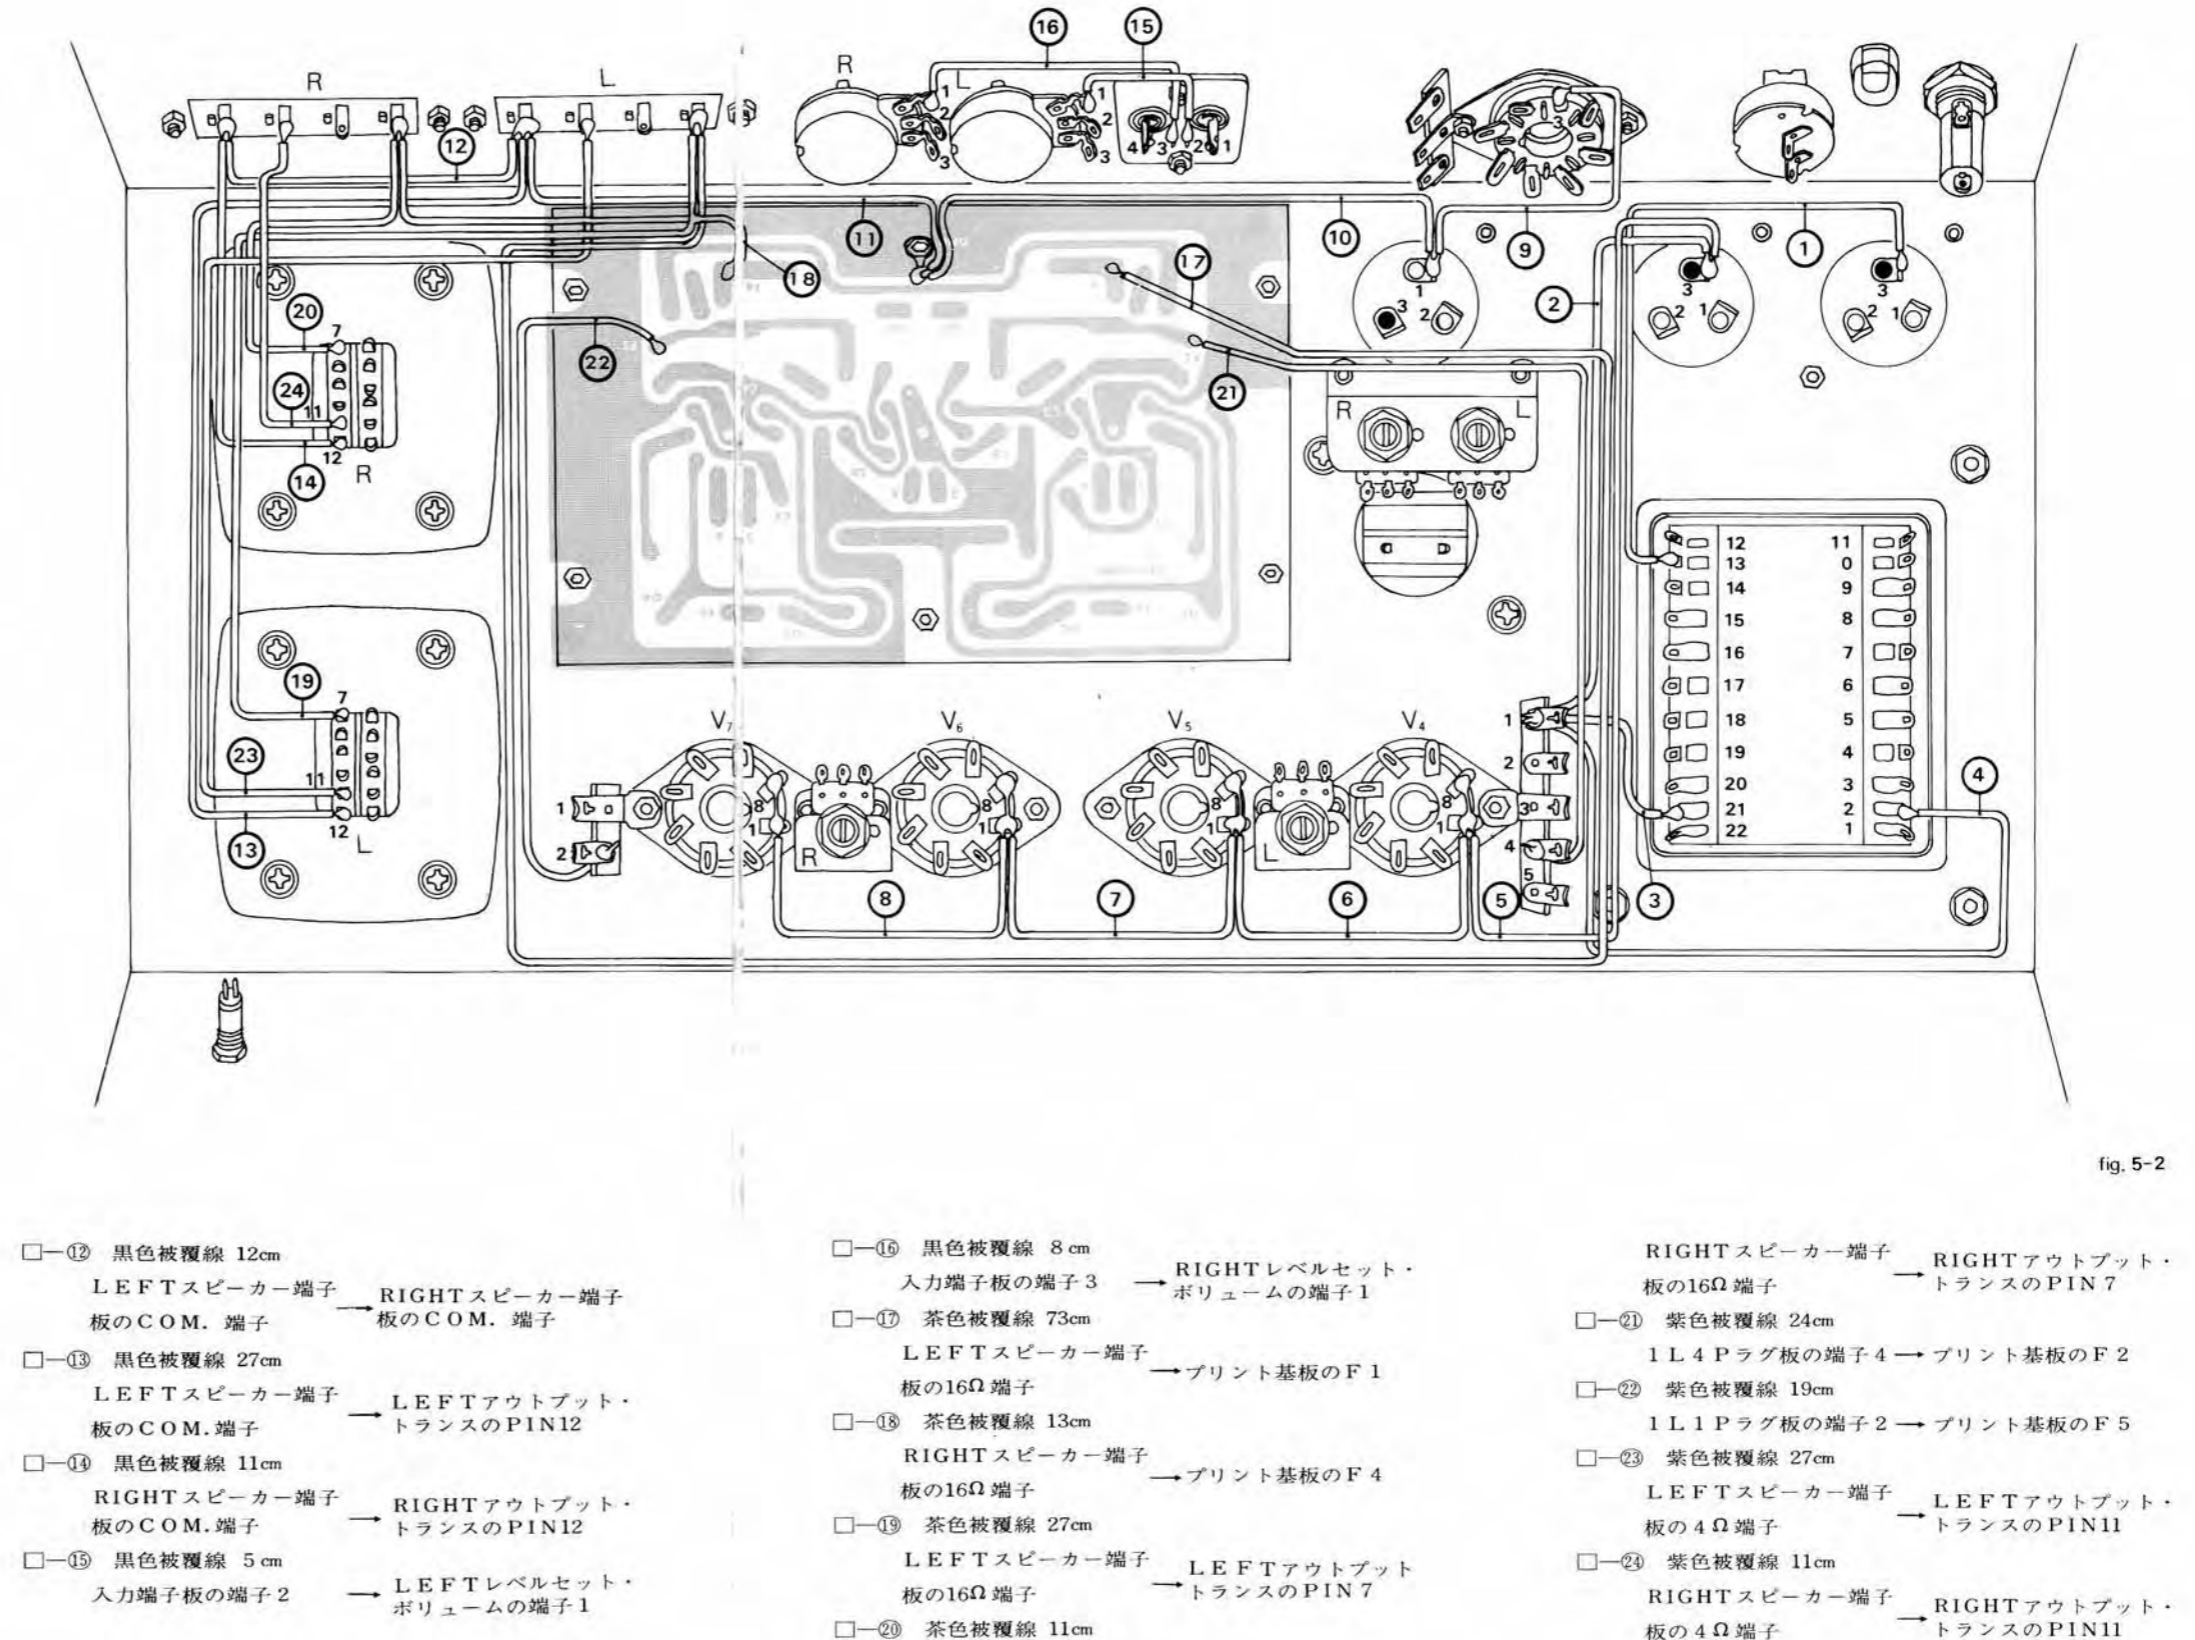 16
15
R
L
R
L
1
2
3
1
2
3
4
3
2
1
3
12
11
10
9
1
18
17
2
1
3
2
3
2
1
3
2
1
20
7
22
21
24
11
R
L
12
R
14
12
11
13
0
14
9
15
8
16
7
17
6
18
5
19
4
20
3
21
2
22
1
19
7
V7
V6
V5
V4
1
2
3
4
5
4
23
11
1
8
1
8
1
8
1
8
1
13
12
L
2
R
L
8
7
6
5
3
fig. 5-2
□―⑫ 黒色被覆線 12cm
LEFTスピーカー端子
板のCOM. 端子
→ RIGHTスピーカー端子
板のCOM. 端子
□―⑬ 黒色被覆線 27cm
LEFTスピーカー端子
板のCOM.端子
→ LEFTアウトプット・
トランスのPIN12
□―⑭ 黒色被覆線 11cm
RIGHTスピーカー端子
板のCOM.端子
→ RIGHTアウトプット・
トランスのPIN12
□―⑮ 黒色被覆線 5cm
入力端子板の端子2
→ LEFTレベルセット・
ボリュームの端子1
□―⑯ 黒色被覆線 8cm
入力端子板の端子3
→ RIGHTレベルセット・
ボリュームの端子1
□―⑰ 茶色被覆線 73cm
LEFTスピーカー端子
板の16Ω端子
→プリント基板のF1
□―⑱ 茶色被覆線 13cm
RIGHTスピーカー端子
板の16Ω端子
→プリント基板のF4
□―⑲ 茶色被覆線 27cm
LEFTスピーカー端子
板の16Ω端子
→ LEFTアウトプット
トランスのPIN7
□―⑳ 茶色被覆線 11cm
RIGHTスピーカー端子
板の16Ω端子
→ RIGHTアウトプット・
トランスのPIN7
□―㉑ 紫色被覆線 24cm
1L4Pラグ板の端子4→プリント基板のF2
□―㉒ 紫色被覆線 19cm
1L1Pラグ板の端子2→プリント基板のF5
□―㉓ 紫色被覆線 27cm
LEFTスピーカー端子
板の4Ω端子
→ LEFTアウトプット・
トランスのPIN11
□―㉔ 紫色被覆線 11cm
RIGHTスピーカー端子
板の4Ω端子
→ RIGHTアウトプット・
トランスのPIN11